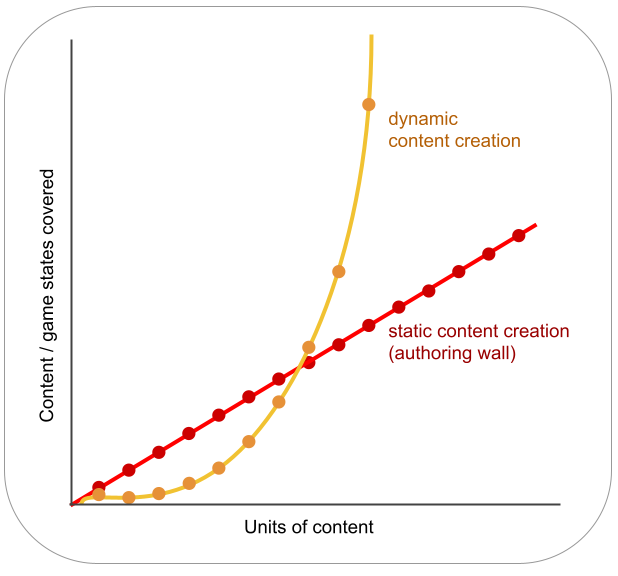 dynamic
content creation
Content / game states covered
static content creation
(authoring wall)
Units of content